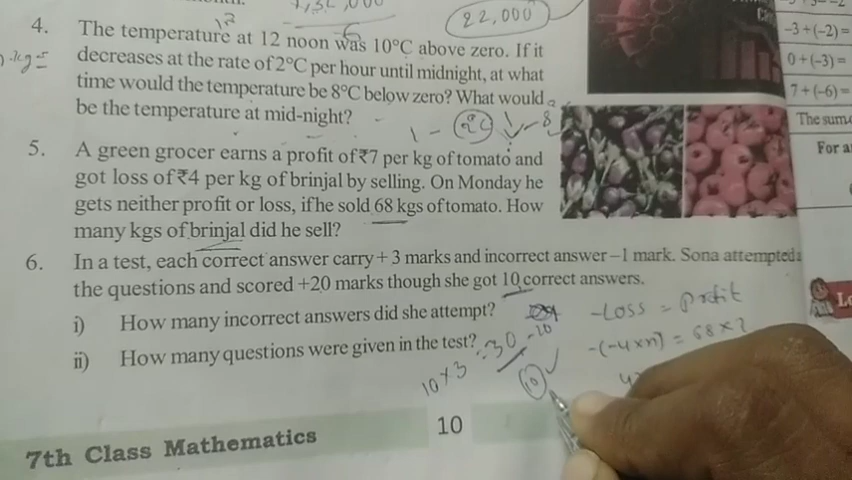 22,000
12
4. The temperature at 12 noon was 10°C above zero. If it
decreases at the rate of 2°C per hour until midnight, at what
time would the temperature be 8°C below zero? What would
be the temperature at mid-night?
1 - 24 - 8
5. A green grocer earns a profit of ₹7 per kg of tomato and
got loss of ₹4 per kg of brinjal by selling. On Monday he
gets neither profit or loss, if he sold 68 kgs of tomato. How
many kgs of brinjal did he sell?
6. In a test, each correct answer carry + 3 marks and incorrect answer –1 mark. Sona attempted
the questions and scored +20 marks though she got 10 correct answers.
i) How many incorrect answers did she attempt?
ii) How many questions were given in the test?
10 × 3 = 30 - 20
10
-Loss = Profit
-(-4×n) = 68×7
7th Class Mathematics
10
–3 + (–2) =
0 + (–3) =
7 + (–6) =
The sum
For a